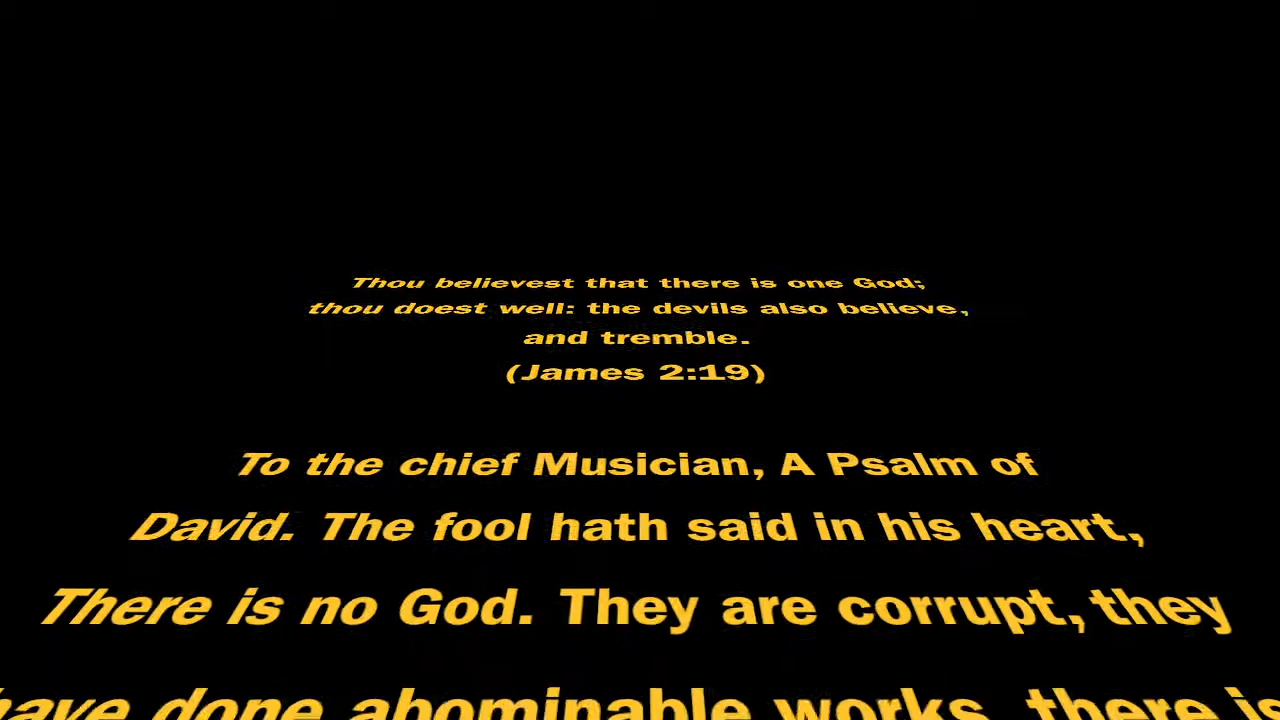 Thou believest that there is one God;
thou doest well: the devils also believe,
and tremble.
(James 2:19)
To the chief Musician, A Psalm of
David. The fool hath said in his heart,
There is no God. They are corrupt, they
have done abominable works, there is